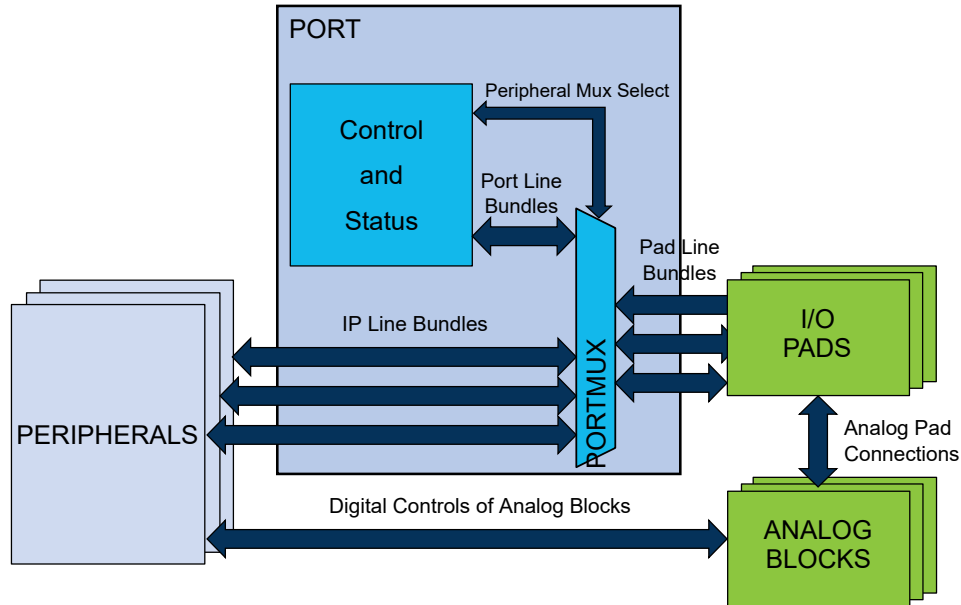 PORT
Peripheral Mux Select
Control
and
Status
Port Line
Bundles
Pad Line
Bundles
IP Line Bundles
I/O
PADS
PORTMUX
PERIPHERALS
Analog Pad
Connections
Digital Controls of Analog Blocks
ANALOG
BLOCKS